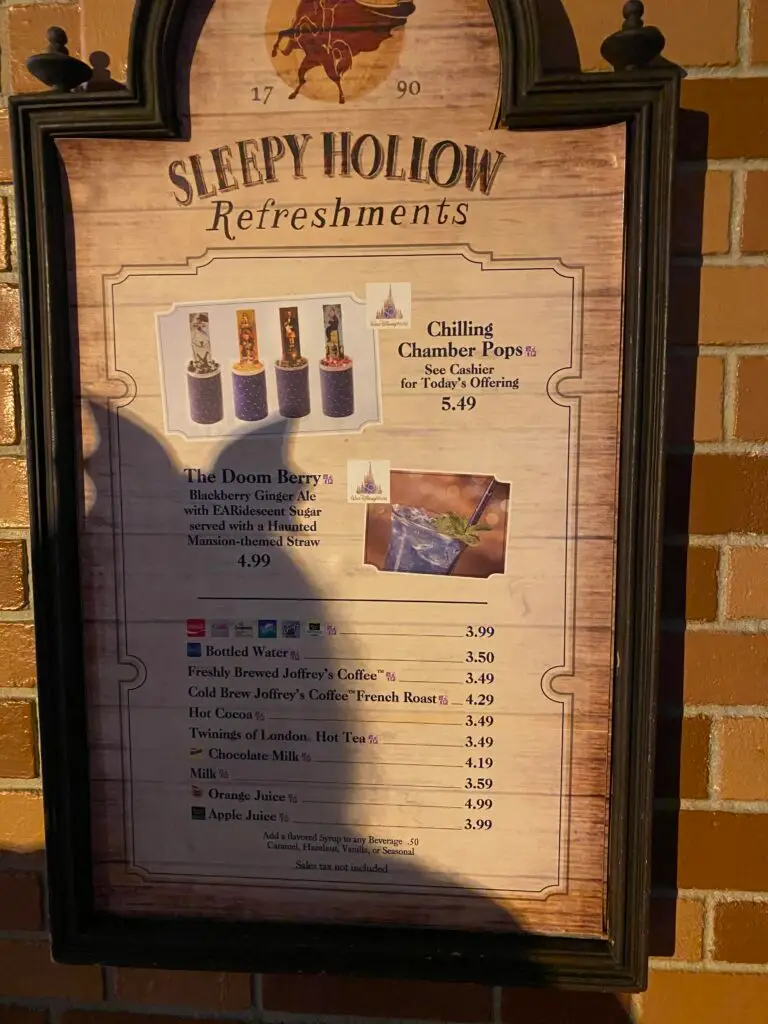 17 90
SLEEPY HOLLOW
Refreshments
Chilling
Chamber Pops
See Cashier
for Today's Offering
5.49
The Doom Berry
Blackberry Ginger Ale
with EARidescent Sugar
served with a Haunted
Mansion-themed Straw
4.99
3.99
Bottled Water 3.50
Freshly Brewed Joffrey's Coffee™ 3.49
Cold Brew Joffrey's Coffee™ French Roast 4.29
Hot Cocoa 3.49
Twinings of London® Hot Tea 3.49
Chocolate Milk 4.19
Milk 3.59
Orange Juice 4.99
Apple Juice 3.99
Add a flavored Syrup to any Beverage .50
Caramel, Hazelnut, Vanilla, or Seasonal
Sales tax not included